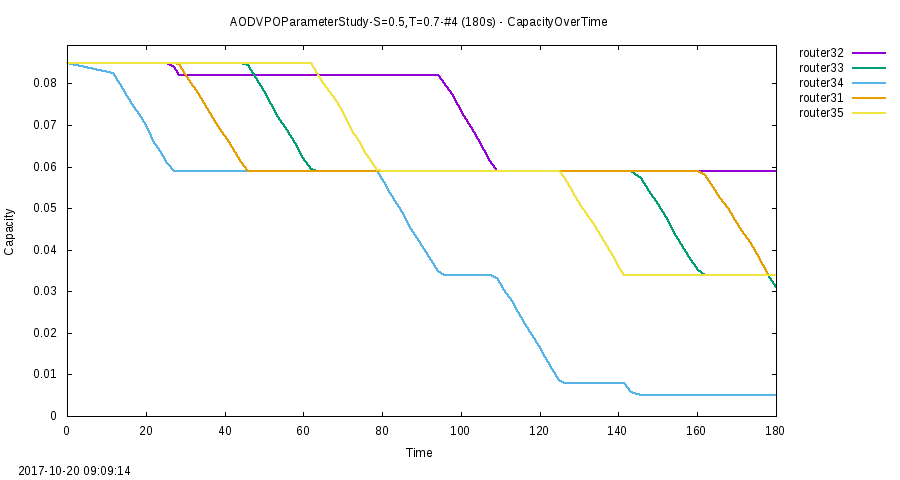 AODVPOParameterStudy-S=0.5,T=0.7-#4 (180s) - CapacityOverTime
router32
router33
router34
router31
router35
0.08
0.07
0.06
0.05
0.04
0.03
0.02
0.01
0
Capacity
0 20 40 60 80 100 120 140 160 180
Time
2017-10-20 09:09:14